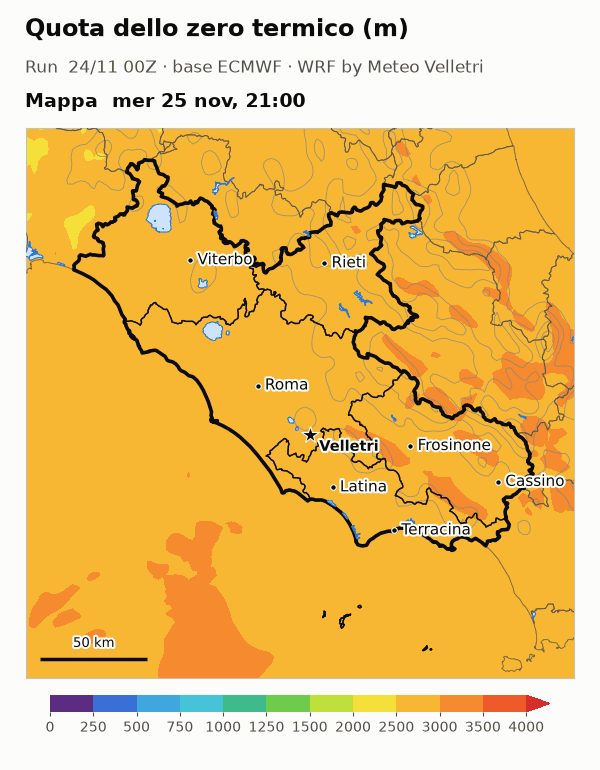 Quota dello zero termico (m)
Run 24/11 00Z · base ECMWF · WRF by Meteo Velletri
Mappa mer 25 nov, 21:00
Viterbo
Rieti
Roma
Velletri
Frosinone
Latina
Cassino
Terracina
50 km
0 250 500 750 1000 1250 1500 2000 2500 3000 3500 4000